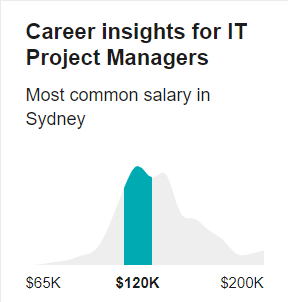 Career insights for IT
Project Managers
Most common salary in
Sydney
$65K $120K $200K